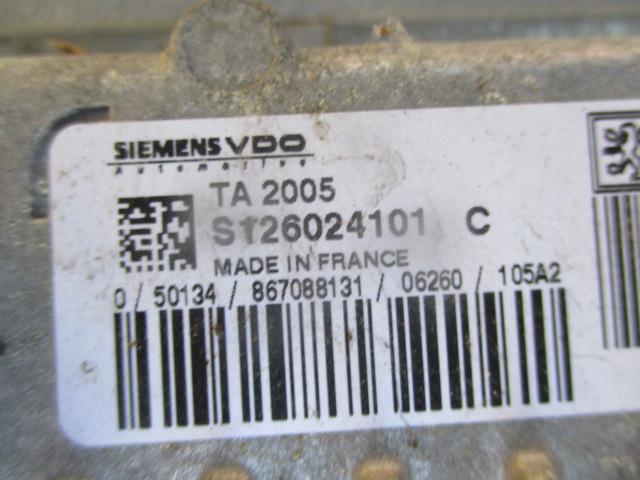 SIEMENS VDO
Automotive
TA 2005
S126024101 C
MADE IN FRANCE
0 / 50134 / 867088131 / 06260 / 105A2